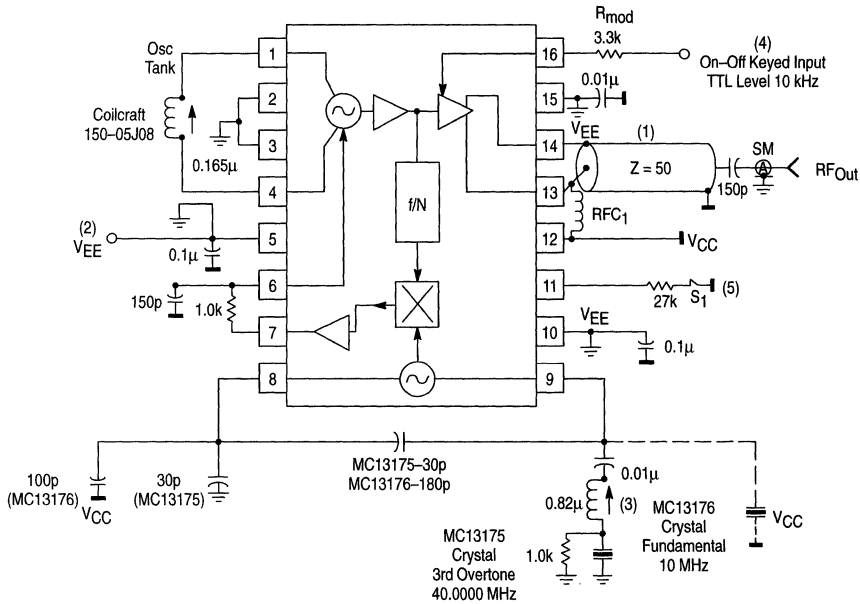 Osc
Tank
1
Coilcraft
150–05J08
2
3
0.165µ
4
(2)
VEE
0.1µ
5
6
150p
1.0k
7
8
f/N
Rmod
3.3k
16
(4)
On–Off Keyed Input
TTL Level 10 kHz
0.01µ
15
VEE
(1)
14
Z = 50
SM
A
150p
RFOut
13
RFC1
12
VCC
11
27k
S1
(5)
VEE
10
0.1µ
9
100p
(MC13176)
VCC
30p
(MC13175)
MC13175–30p
MC13176–180p
0.01µ
0.82µ
(3)
1.0k
MC13175
Crystal
3rd Overtone
40.0000 MHz
MC13176
Crystal
Fundamental
10 MHz
VCC